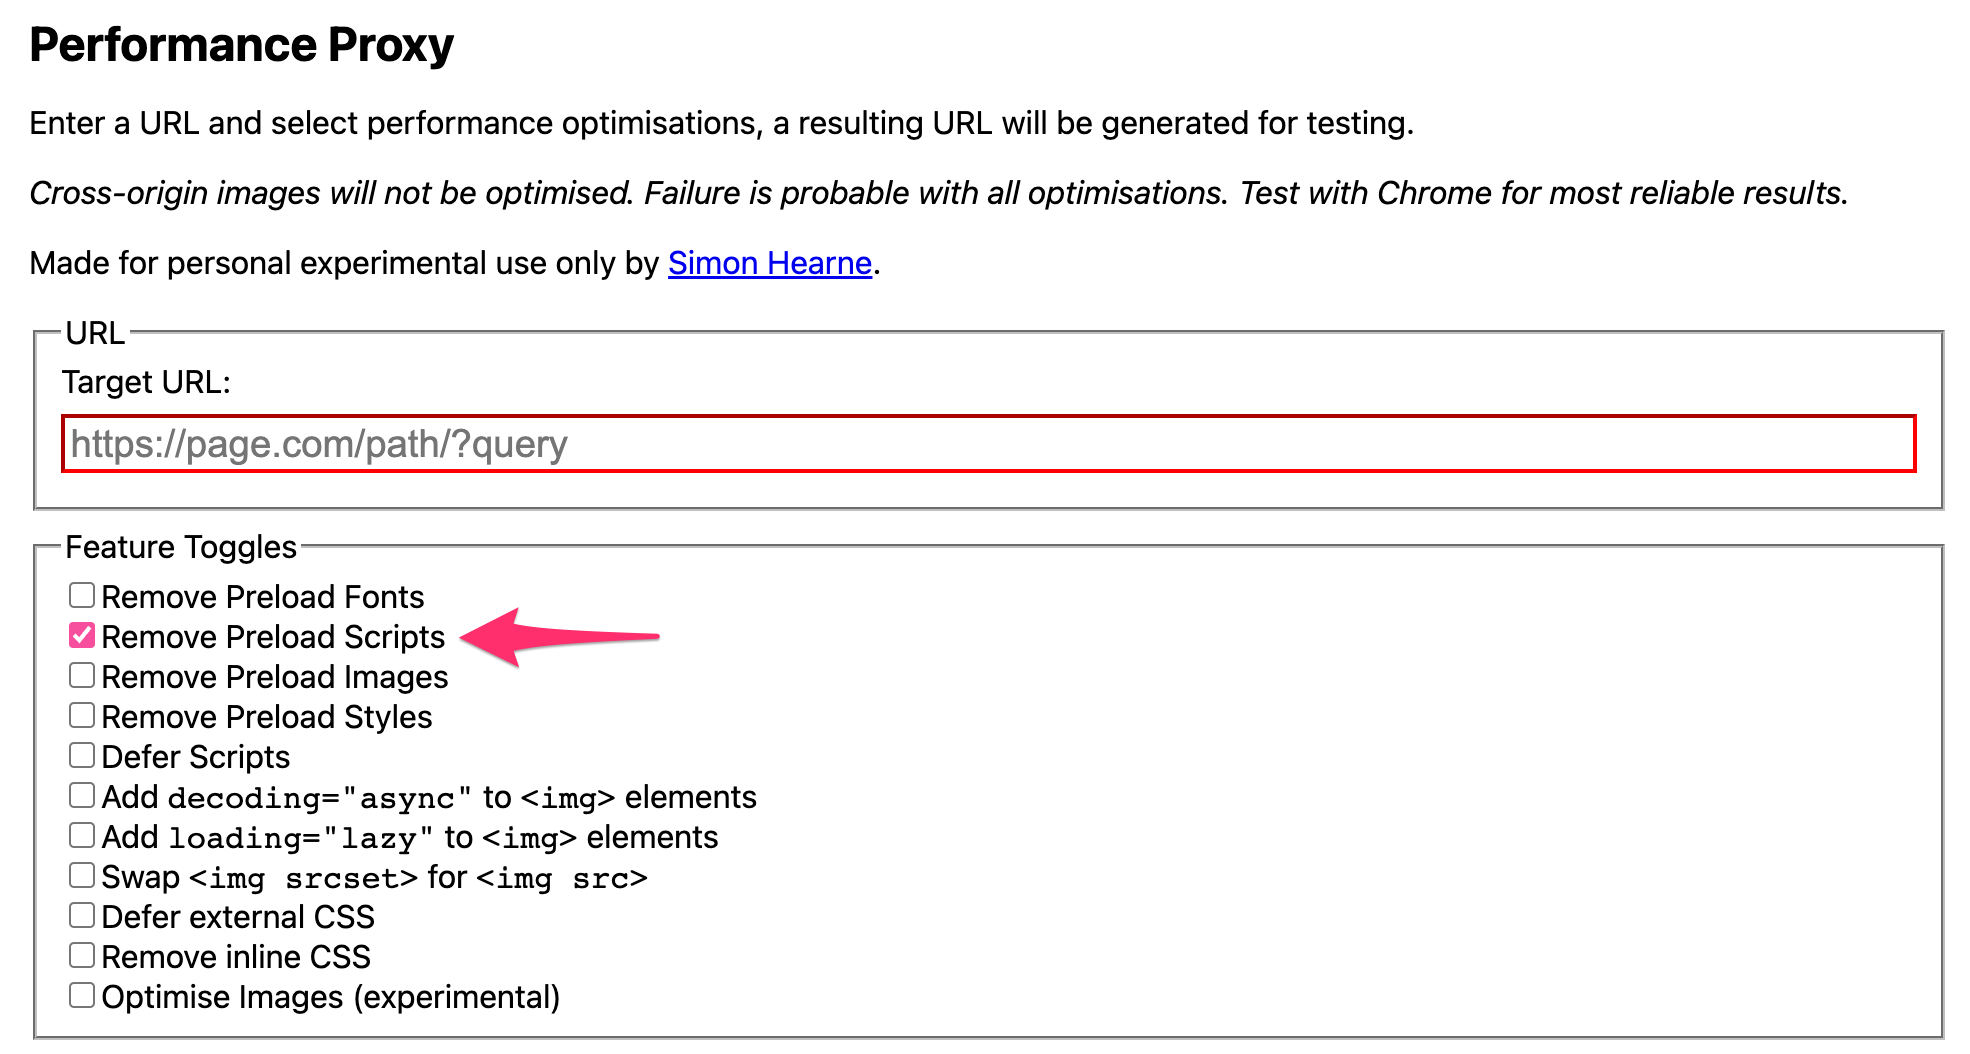 Performance Proxy
Enter a URL and select performance optimisations, a resulting URL will be generated for testing.
Cross-origin images will not be optimised. Failure is probable with all optimisations. Test with Chrome for most reliable results.
Made for personal experimental use only by Simon Hearne.
URL
Target URL:
https://page.com/path/?query
Feature Toggles
Remove Preload Fonts
Remove Preload Scripts
Remove Preload Images
Remove Preload Styles
Defer Scripts
Add decoding="async" to <img> elements
Add loading="lazy" to <img> elements
Swap <img srcset> for <img src>
Defer external CSS
Remove inline CSS
Optimise Images (experimental)